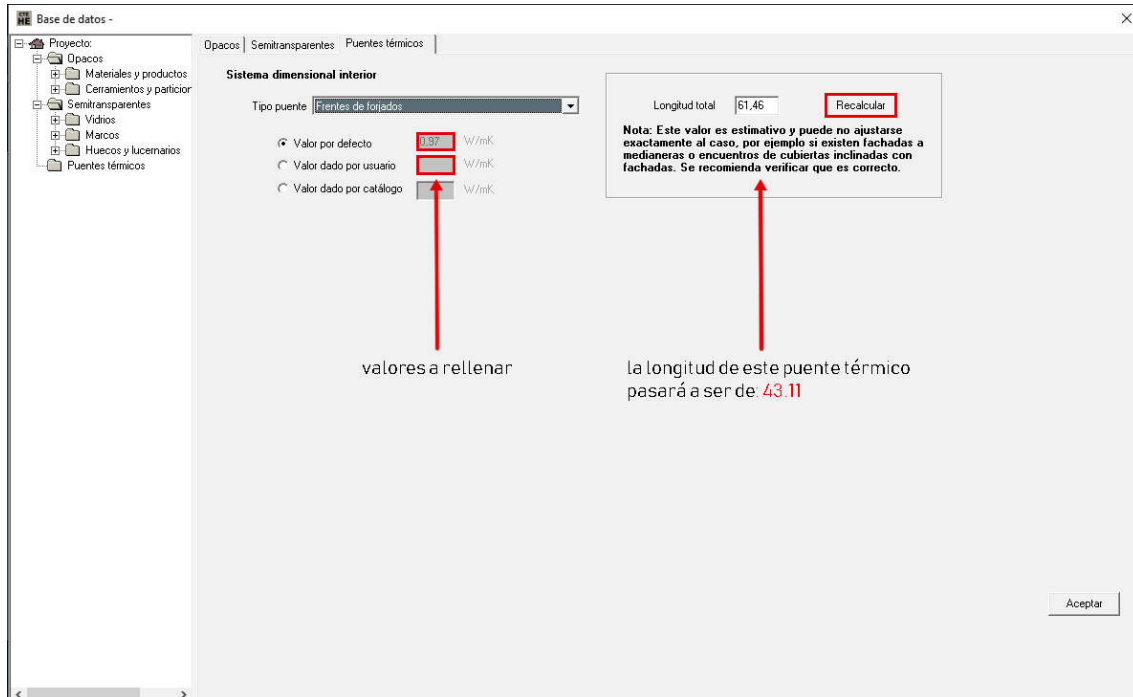 CTE
HE
Base de datos -
Proyecto:
Opacos
Materiales y productos
Cerramientos y particior
Semitransparentes
Vidrios
Marcos
Huecos y lucernarios
Puentes térmicos
Opacos
Semitransparentes
Puentes térmicos
Sistema dimensional interior
Tipo puente
Frentes de forjados
Valor por defecto
0,97
W/mK
Valor dado por usuario
W/mK
Valor dado por catálogo
W/mK
Longitud total
61,46
Recalcular
Nota: Este valor es estimativo y puede no ajustarse
exactamente al caso, por ejemplo si existen fachadas a
medianeras o encuentros de cubiertas inclinadas con
fachadas. Se recomienda verificar que es correcto.
valores a rellenar
la longitud de este puente térmico
pasará a ser de: 43.11
Aceptar